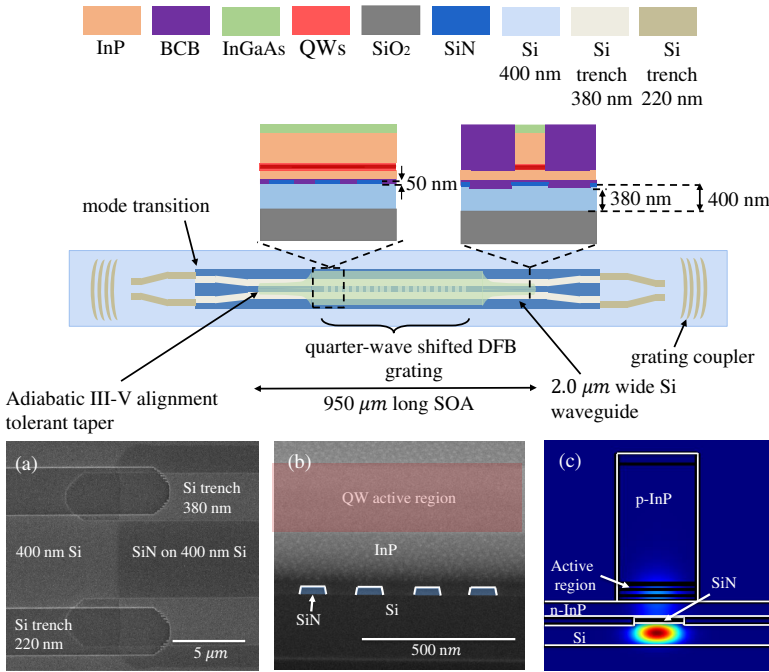 InP
BCB
InGaAs
QWs
SiO₂
SiN
Si
400 nm
Si
trench
380 nm
Si
trench
220 nm
50 nm
380 nm
400 nm
mode transition
quarter-wave shifted DFB
grating
grating coupler
Adiabatic III-V alignment
tolerant taper
950 μm long SOA
2.0 μm wide Si
waveguide
(a)
Si trench
380 nm
400 nm Si
SiN on 400 nm Si
Si trench
220 nm
5 μm
(b)
QW active region
InP
SiN
Si
500 nm
(c)
p-InP
Active
region
SiN
n-InP
Si